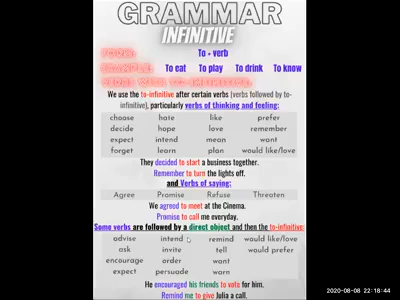 GRAMMAR
INFINITIVE
To + verb
To eat To play To drink To know
We use the to-infinitive after certain verbs (verbs followed by to-
infinitive), particularly verbs of thinking and feeling:
choose hate like prefer
decide hope love remember
expect intend mean want
forget learn plan would like/love
They decided to start a business together.
Remember to turn the lights off.
and Verbs of saying:
Agree Promise Refuse Threaten
We agreed to meet at the Cinema.
Promise to call me everyday.
Some verbs are followed by a direct object and then the to-infinitive:
advise intend remind would like/love
ask invite tell would prefer
encourage order want
expect persuade warn
He encouraged his friends to vote for him.
Remind me to give Julia a call.
2020-08-08 22:18:44